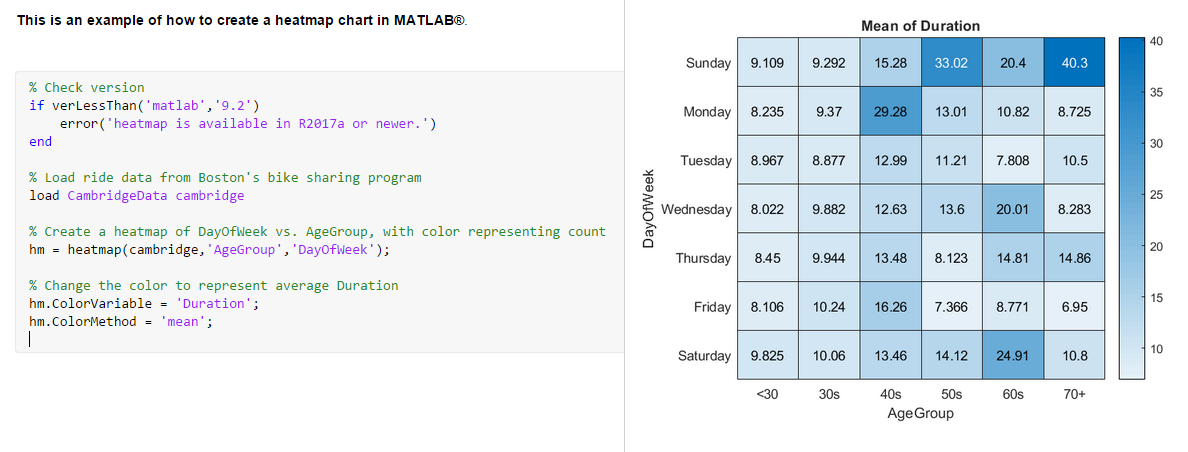 This is an example of how to create a heatmap chart in MATLAB®.
% Check version
if verLessThan('matlab','9.2')
    error('heatmap is available in R2017a or newer.')
end
% Load ride data from Boston's bike sharing program
load CambridgeData cambridge
% Create a heatmap of DayOfWeek vs. AgeGroup, with color representing count
hm = heatmap(cambridge,'AgeGroup','DayOfWeek');
% Change the color to represent average Duration
hm.ColorVariable = 'Duration';
hm.ColorMethod = 'mean';
Mean of Duration
DayOfWeek
Sunday 9.109 9.292 15.28 33.02 20.4 40.3
Monday 8.235 9.37 29.28 13.01 10.82 8.725
Tuesday 8.967 8.877 12.99 11.21 7.808 10.5
Wednesday 8.022 9.882 12.63 13.6 20.01 8.283
Thursday 8.45 9.944 13.48 8.123 14.81 14.86
Friday 8.106 10.24 16.26 7.366 8.771 6.95
Saturday 9.825 10.06 13.46 14.12 24.91 10.8
<30 30s 40s 50s 60s 70+
AgeGroup
40
35
30
25
20
15
10